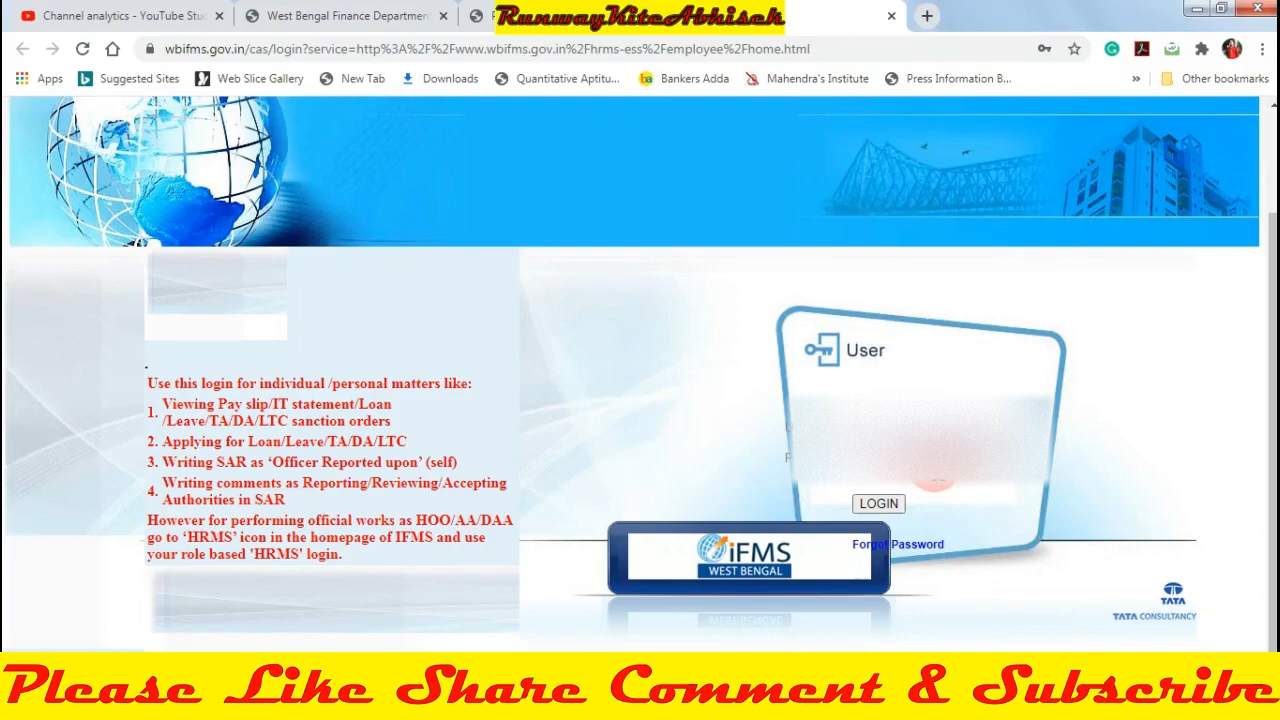 Channel analytics - YouTube Stu
West Bengal Finance Departmen
RunwayKiteAbhisek
wbifms.gov.in/cas/login?service=http%3A%2F%2Fwww.wbifms.gov.in%2Fhrms-ess%2Femployee%2Fhome.html
Apps
Suggested Sites
Web Slice Gallery
New Tab
Downloads
Quantitative Aptitu...
Bankers Adda
Mahendra's Institute
Press Information B...
»
Other bookmarks
.
Use this login for individual /personal matters like:
1. Viewing Pay slip/IT statement/Loan
/Leave/TA/DA/LTC sanction orders
2. Applying for Loan/Leave/TA/DA/LTC
3. Writing SAR as ‘Officer Reported upon’ (self)
4. Writing comments as Reporting/Reviewing/Accepting
Authorities in SAR
However for performing official works as HOO/AA/DAA
go to ‘HRMS’ icon in the homepage of IFMS and use
your role based 'HRMS' login.
User
LOGIN
Forgot Password
iFMS
WEST BENGAL
TATA
TATA CONSULTANCY
Please Like Share Comment & Subscribe